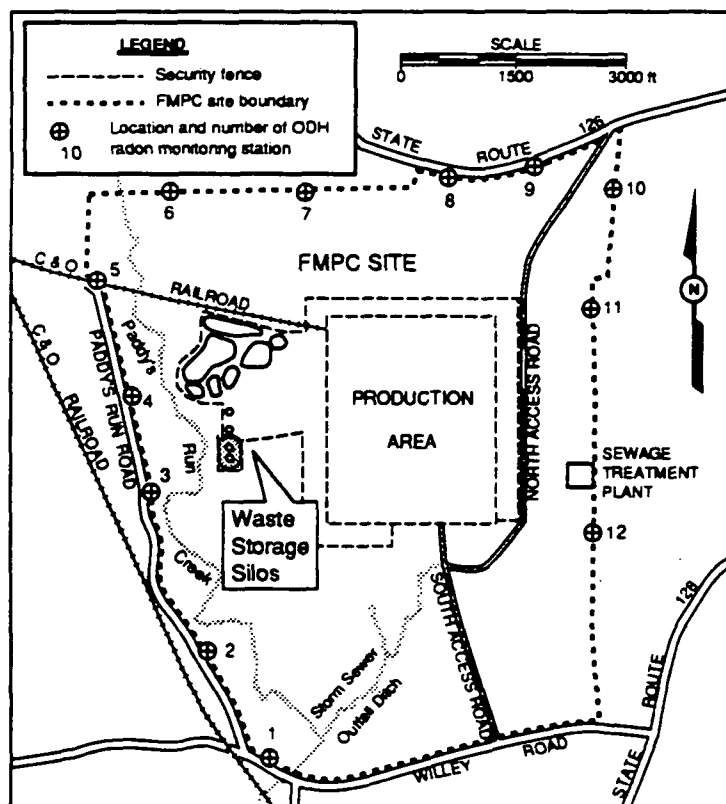 LEGEND
Security fence
FMPC site boundary
Location and number of ODH
radon monitoring station
10
SCALE
0
1500
3000 ft
STATE
ROUTE
126
6
7
8
9
10
C & O
5
RAILROAD
FMPC SITE
N
11
C & O
RAILROAD
PADDY'S RUN ROAD
Paddy's
Run
Creek
4
3
PRODUCTION
AREA
NORTH ACCESS ROAD
SEWAGE
TREATMENT
PLANT
Waste
Storage
Silos
12
SOUTH ACCESS ROAD
2
Storm Sewer
Outfall Ditch
1
WILLEY
ROAD
STATE
ROUTE
128